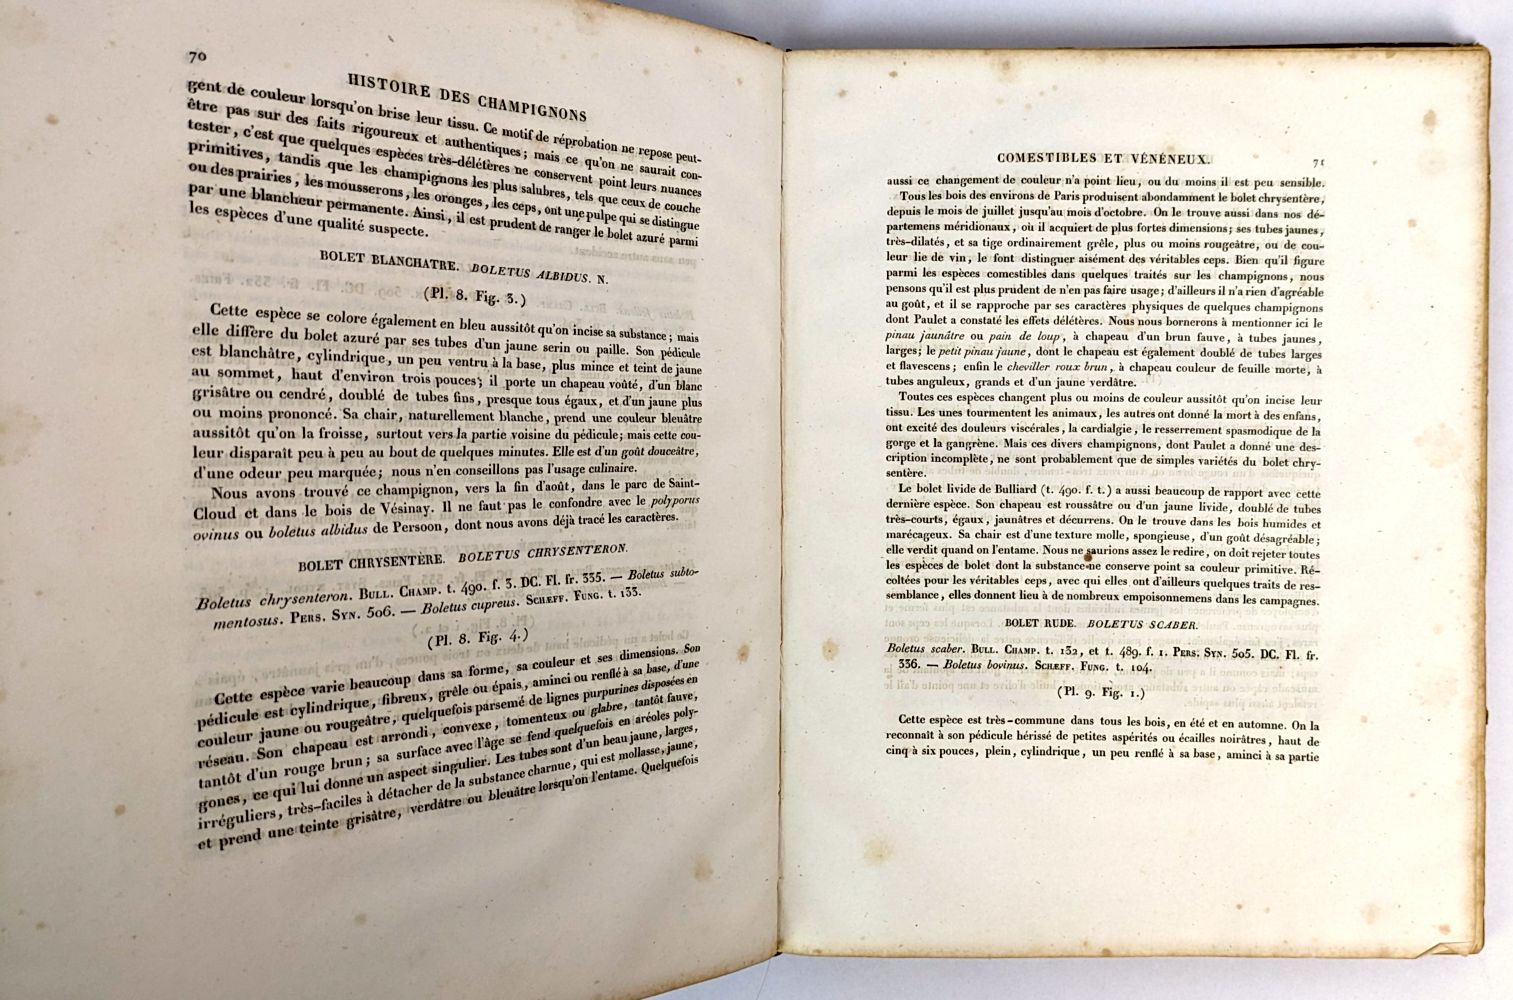 70
HISTOIRE DES CHAMPIGNONS
gent de couleur lorsqu'on brise leur tissu. Ce motif de réprobation ne repose peut-
être pas sur des faits rigoureux et authentiques ; mais ce qu'on ne saurait con-
tester, c'est que quelques espèces très-délétères ne conservent point leurs nuances
primitives, tandis que les champignons les plus salubres, tels que ceux de couche
ou des prairies, les mousserons, les oronges, les ceps, ont une pulpe qui se distingue
par une blancheur permanente. Ainsi, il est prudent de ranger le bolet azuré parmi
les espèces d'une qualité suspecte.
BOLET BLANCHATRE. BOLETUS ALBIDUS. N.
(Pl. 8. Fig. 3.)
Cette espèce se colore également en bleu aussitôt qu'on incise sa substance ; mais
elle diffère du bolet azuré par ses tubes d'un jaune serin ou paille. Son pédicule
est blanchâtre, cylindrique, un peu ventru à la base, plus mince et teint de jaune
au sommet, haut d'environ trois pouces ; il porte un chapeau voûté, d'un blanc
grisâtre ou cendré, doublé de tubes fins, presque tous égaux, et d'un jaune plus
ou moins prononcé. Sa chair, naturellement blanche, prend une couleur bleuâtre
aussitôt qu'on la froisse, surtout vers la partie voisine du pédicule ; mais cette cou-
leur disparaît peu à peu au bout de quelques minutes. Elle est d'un goût douceâtre,
d'une odeur peu marquée ; nous n'en conseillons pas l'usage culinaire.
Nous avons trouvé ce champignon, vers la fin d'août, dans le parc de Saint-
Cloud et dans le bois de Vésinay. Il ne faut pas le confondre avec le polyporus
ovinus ou boletus albidus de Persoon, dont nous avons déjà tracé les caractères.
BOLET CHRYSENTÈRE. BOLETUS CHRYSENTERON.
Boletus chrysenteron. BULL. CHAMP. t. 490. f. 3. DC. Fl. fr. 335. — Boletus subto-
mentosus. PERS. SYN. 506. — Boletus cupreus. SCHÆFF. FUNG. t. 133.
(Pl. 8. Fig. 4.)
Cette espèce varie beaucoup dans sa forme, sa couleur et ses dimensions. Son
pédicule est cylindrique, fibreux, grêle ou épais, aminci ou renflé à sa base, d'une
couleur jaune ou rougeâtre, quelquefois parsemé de lignes purpurines disposées en
réseau. Son chapeau est arrondi, convexe, tomenteux ou glabre, tantôt fauve,
tantôt d'un rouge brun ; sa surface avec l'âge se fend quelquefois en aréoles poly-
gones, ce qui lui donne un aspect singulier. Les tubes sont d'un beau jaune, larges,
irréguliers, très-faciles à détacher de la substance charnue, qui est mollasse, jaune,
et prend une teinte grisâtre, verdâtre ou bleuâtre lorsqu'on l'entame. Quelquefois
COMESTIBLES ET VÉNÉNEUX.
71
aussi ce changement de couleur n'a point lieu, ou du moins il est peu sensible.
Tous les bois des environs de Paris produisent abondamment le bolet chrysentère,
depuis le mois de juillet jusqu'au mois d'octobre. On le trouve aussi dans nos dé-
partemens méridionaux, où il acquiert de plus fortes dimensions ; ses tubes jaunes,
très-dilatés, et sa tige ordinairement grêle, plus ou moins rougeâtre, ou de cou-
leur lie de vin, le font distinguer aisément des véritables ceps. Bien qu'il figure
parmi les espèces comestibles dans quelques traités sur les champignons, nous
pensons qu'il est plus prudent de n'en pas faire usage ; d'ailleurs il n'a rien d'agréable
au goût, et il se rapproche par ses caractères physiques de quelques champignons
dont Paulet a constaté les effets délétères. Nous nous bornerons à mentionner ici le
pinau jaunâtre ou pain de loup, à chapeau d'un brun fauve, à tubes jaunes,
larges ; le petit pinau jaune, dont le chapeau est également doublé de tubes larges
et flavescens ; enfin le cheviller roux brun, à chapeau couleur de feuille morte, à
tubes anguleux, grands et d'un jaune verdâtre.
Toutes ces espèces changent plus ou moins de couleur aussitôt qu'on incise leur
tissu. Les unes tourmentent les animaux, les autres ont donné la mort à des enfans,
ont excité des douleurs viscérales, la cardialgie, le resserrement spasmodique de la
gorge et la gangrène. Mais ces divers champignons, dont Paulet a donné une des-
cription incomplète, ne sont probablement que de simples variétés du bolet chry-
sentère.
Le bolet livide de Bulliard (t. 490. f. t.) a aussi beaucoup de rapport avec cette
dernière espèce. Son chapeau est roussâtre ou d'un jaune livide, doublé de tubes
très-courts, égaux, jaunâtres et décurrens. On le trouve dans les bois humides et
marécageux. Sa chair est d'une texture molle, spongieuse, d'un goût désagréable ;
elle verdit quand on l'entame. Nous ne saurions assez le redire, on doit rejeter toutes
les espèces de bolet dont la substance ne conserve point sa couleur primitive. Ré-
coltées pour les véritables ceps, avec qui elles ont d'ailleurs quelques traits de res-
semblance, elles donnent lieu à de nombreux empoisonnemens dans les campagnes.
BOLET RUDE. BOLETUS SCABER.
Boletus scaber. BULL. CHAMP. t. 132, et t. 489. f. 1. PERS. SYN. 505. DC. Fl. fr.
336. — Boletus bovinus. SCHÆFF. FUNG. t. 104.
(Pl. 9. Fig. 1.)
Cette espèce est très-commune dans tous les bois, en été et en automne. On la
reconnaît à son pédicule hérissé de petites aspérités ou écailles noirâtres, haut de
cinq à six pouces, plein, cylindrique, un peu renflé à sa base, aminci à sa partie